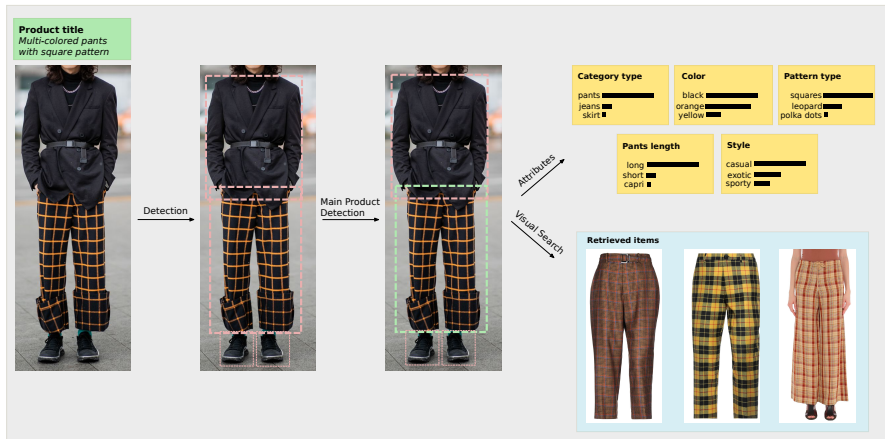 Product title
Multi-colored pants
with square pattern
Detection
Main Product
Detection
Attributes
Visual Search
Category type
pants
jeans
skirt
Color
black
orange
yellow
Pattern type
squares
leopard
polka dots
Pants length
long
short
capri
Style
casual
exotic
sporty
Retrieved items